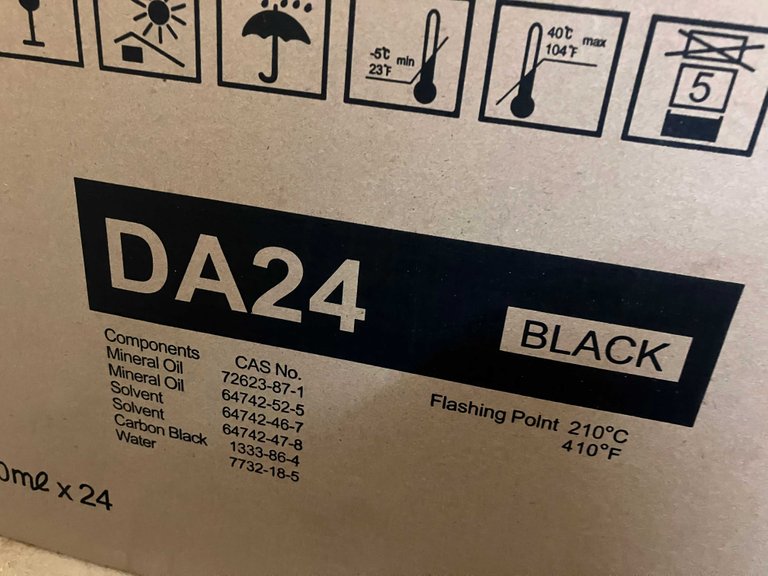 -5℃ min
23℉
40℃ max
104℉
5
DA24
BLACK
Components CAS No.
Mineral Oil 72623-87-1
Mineral Oil 64742-52-5
Solvent 64742-46-7
Solvent 64742-47-8
Carbon Black 1333-86-4
Water 7732-18-5
Flashing Point 210°C
410°F
x 24